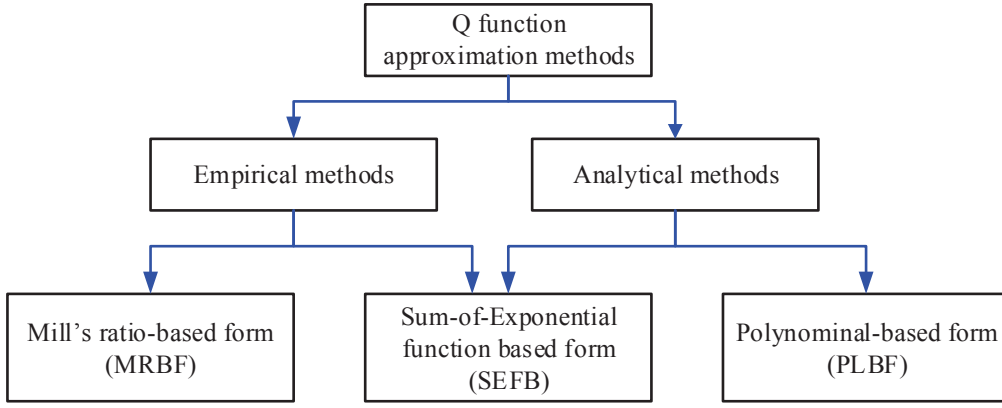 Q function
approximation methods
Empirical methods
Analytical methods
Mill's ratio-based form
(MRBF)
Sum-of-Exponential
function based form
(SEFB)
Polynominal-based form
(PLBF)